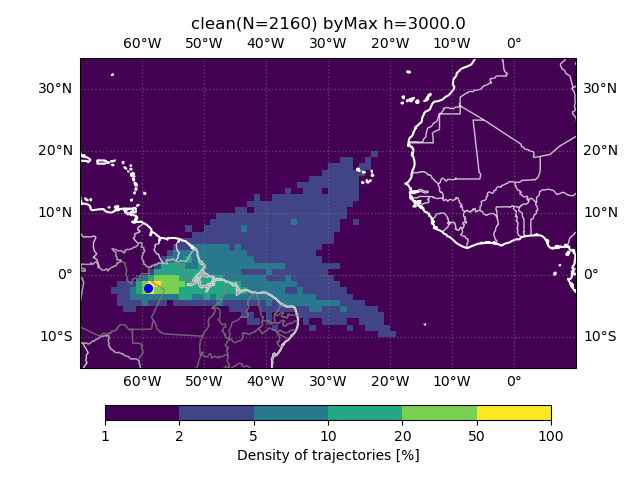 clean(N=2160) byMax h=3000.0
60°W 50°W 40°W 30°W 20°W 10°W 0°
30°N 30°N
20°N 20°N
10°N 10°N
0° 0°
10°S 10°S
60°W 50°W 40°W 30°W 20°W 10°W 0°
1 2 5 10 20 50 100
Density of trajectories [%]